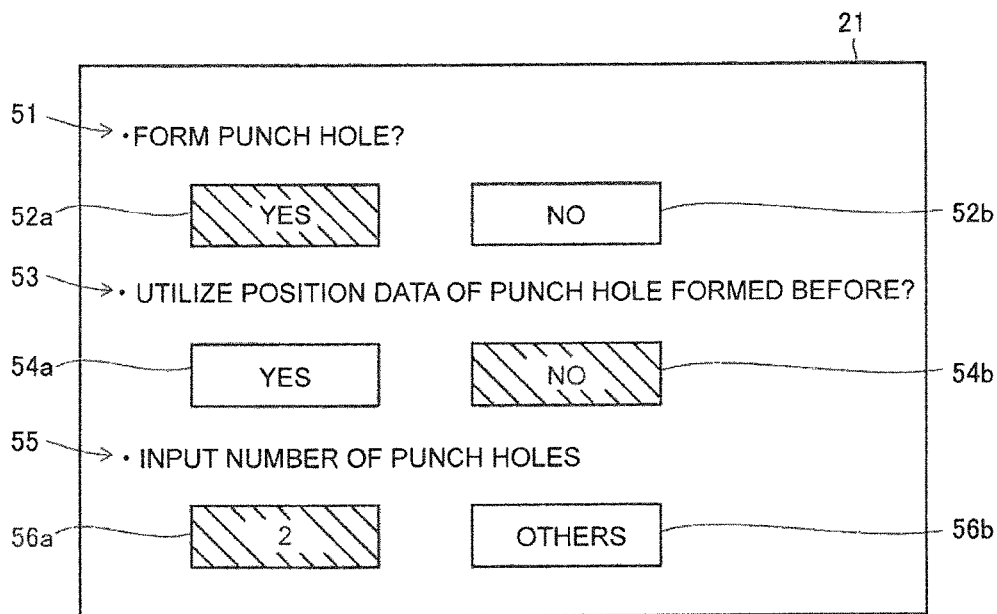 21
51
・FORM PUNCH HOLE?
52a YES NO 52b
53
・UTILIZE POSITION DATA OF PUNCH HOLE FORMED BEFORE?
54a YES NO 54b
55
・INPUT NUMBER OF PUNCH HOLES
56a 2 OTHERS 56b